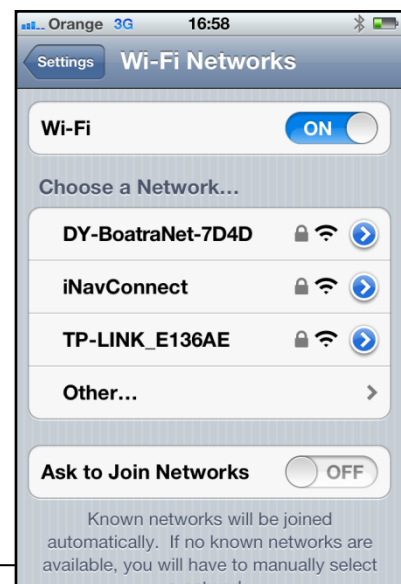 Orange 3G 16:58
Settings Wi-Fi Networks
Wi-Fi ON
Choose a Network...
DY-BoatraNet-7D4D
iNavConnect
TP-LINK_E136AE
Other...
Ask to Join Networks OFF
Known networks will be joined
automatically. If no known networks are
available, you will have to manually select